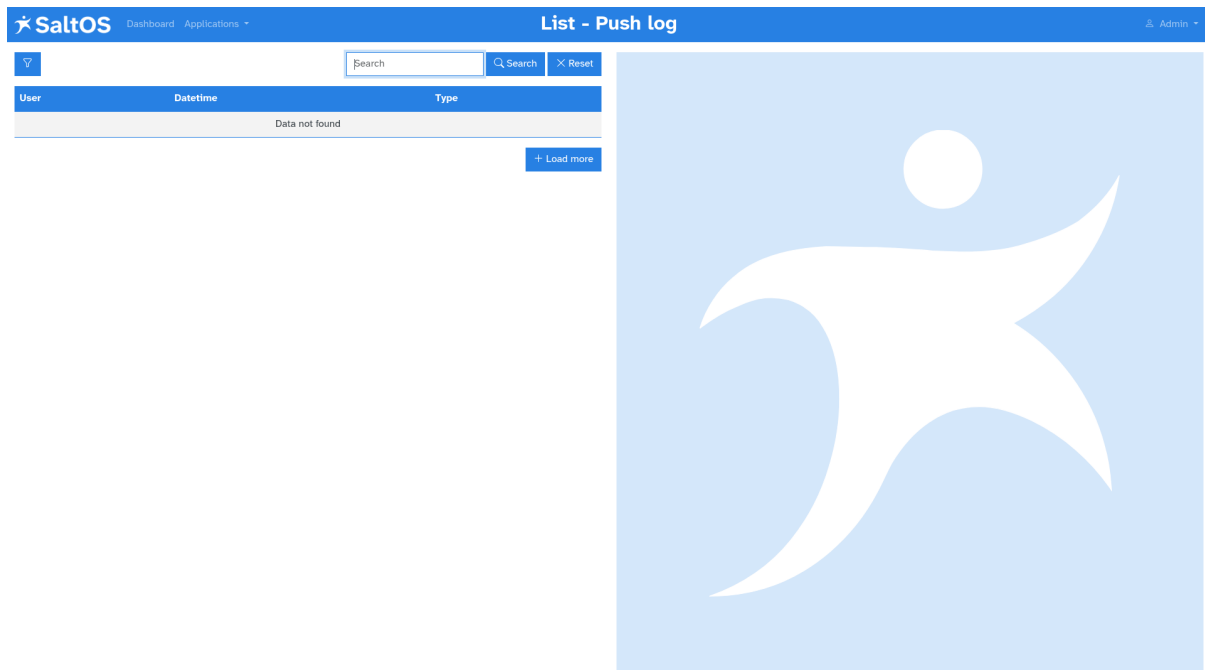 SaltOS Dashboard Applications List - Push log Admin
Search Search Reset
User Datetime Type
Data not found
+ Load more